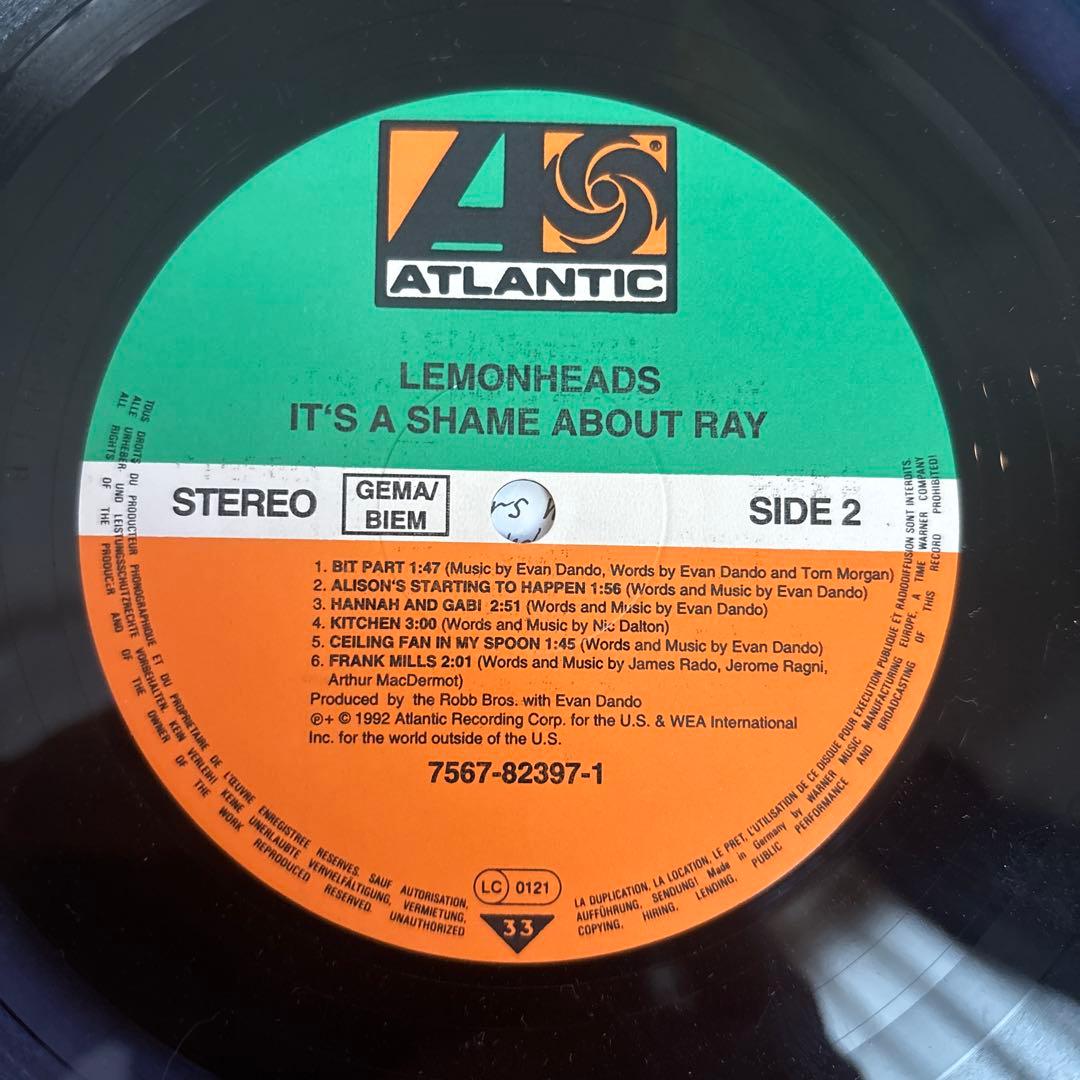 ®
ATLANTIC
LEMONHEADS
IT'S A SHAME ABOUT RAY
STEREO
GEMA/
BIEM
rs
SIDE 2
1. BIT PART 1:47 (Music by Evan Dando, Words by Evan Dando and Tom Morgan)
2. ALISON'S STARTING TO HAPPEN 1:56 (Words and Music by Evan Dando)
3. HANNAH AND GABI 2:51 (Words and Music by Evan Dando)
4. KITCHEN 3:00 (Words and Music by Nic Dalton)
5. CEILING FAN IN MY SPOON 1:45 (Words and Music by Evan Dando)
6. FRANK MILLS 2:01 (Words and Music by James Rado, Jerome Ragni,
Arthur MacDermot)
Produced by the Robb Bros. with Evan Dando
℗+ © 1992 Atlantic Recording Corp. for the U.S. & WEA International
Inc. for the world outside of the U.S.
7567-82397-1
LC 0121
33
TOUS DROITS DU PRODUCTEUR PHONOGRAPHIQUE ET DU PROPRIETAIRE DE L'ŒUVRE ENREGISTREE RESERVES. SAUF AUTORISATION,
LA DUPLICATION, LA LOCATION, LE PRET, L'UTILISATION DE CE DISQUE POUR EXECUTION PUBLIQUE ET RADIODIFFUSION SONT INTERDITS.
ALLE URHEBER- UND LEISTUNGSSCHUTZRECHTE VORBEHALTEN. KEIN VERLEIH! KEINE UNERLAUBTE VERVIELFÄLTIGUNG, VERMIETUNG,
AUFFÜHRUNG, SENDUNG! Made in Germany by WARNER MUSIC MANUFACTURING EUROPE, A TIME WARNER COMPANY
ALL RIGHTS OF THE PRODUCER AND OF THE OWNER OF THE WORK REPRODUCED RESERVED. UNAUTHORIZED
COPYING, HIRING, LENDING, PUBLIC PERFORMANCE AND BROADCASTING OF THIS RECORD PROHIBITED!